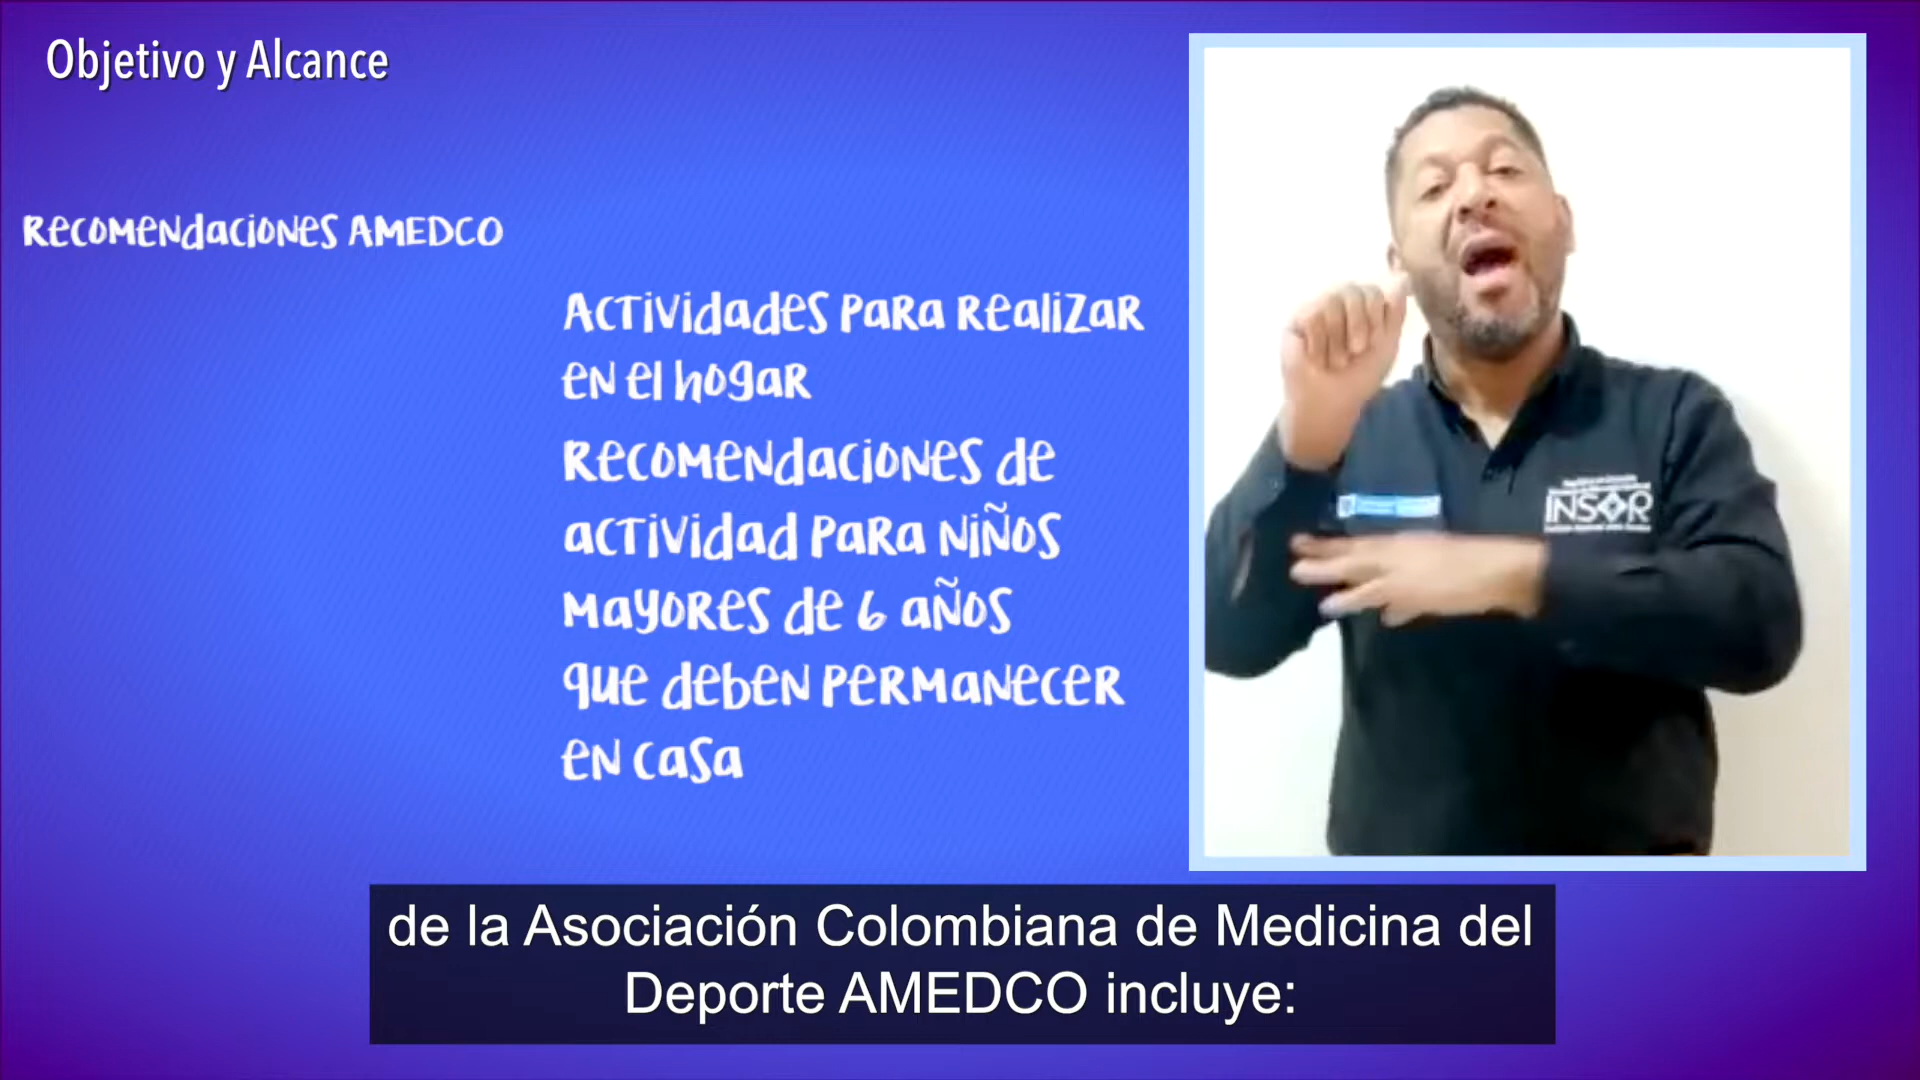 Objetivo y Alcance
Recomendaciones AMEDCO
Actividades para realizar
en el hogar
Recomendaciones de
actividad para niños
mayores de 6 años
que deben permanecer
en casa
INSOR
de la Asociación Colombiana de Medicina del
Deporte AMEDCO incluye: